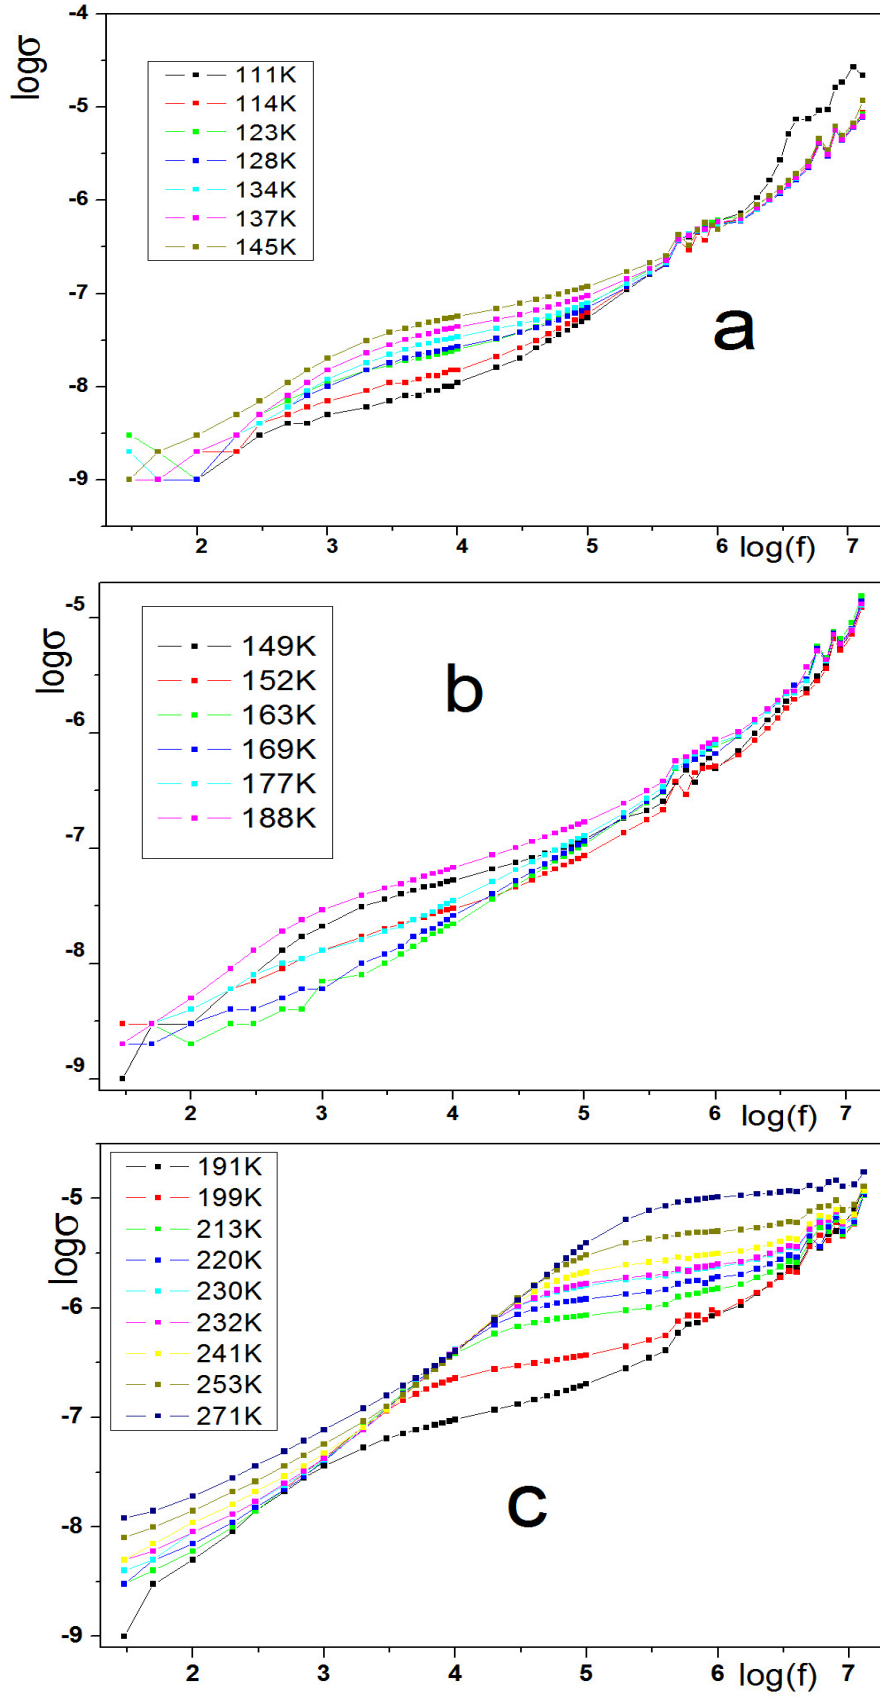 -4
logσ
111K
114K
123K
128K
134K
137K
145K
-5
-6
-7
a
-8
-9
2 3 4 5 6 7
log(f)
-5
logσ
149K
152K
163K
169K
177K
188K
b
-6
-7
-8
-9
2 3 4 5 6 7
log(f)
-5
logσ
191K
199K
213K
220K
230K
232K
241K
253K
271K
-6
-7
c
-8
-9
2 3 4 5 6 7
log(f)